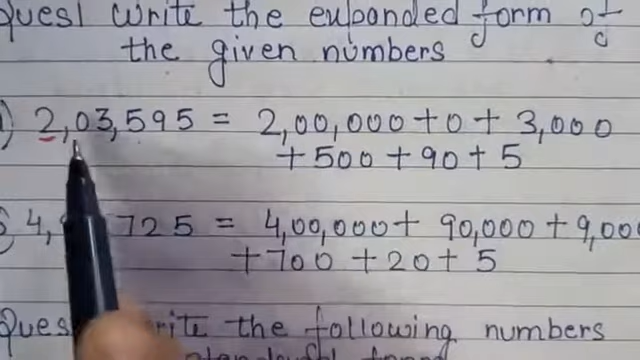 Ques1 Write the expanded form of
the given numbers
2,03,595 = 2,00,000+0+3,000
+500+90+5
4, 725 = 4,00,000+ 90,000+9,00
+700+20+5
Ques Write the following numbers